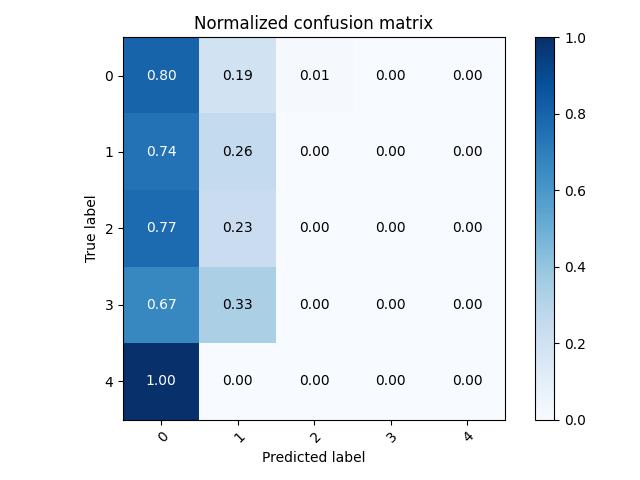 Normalized confusion matrix
0 0.80 0.19 0.01 0.00 0.00
1 0.74 0.26 0.00 0.00 0.00
2 0.77 0.23 0.00 0.00 0.00
3 0.67 0.33 0.00 0.00 0.00
4 1.00 0.00 0.00 0.00 0.00
0 1 2 3 4
True label
Predicted label
1.0
0.8
0.6
0.4
0.2
0.0